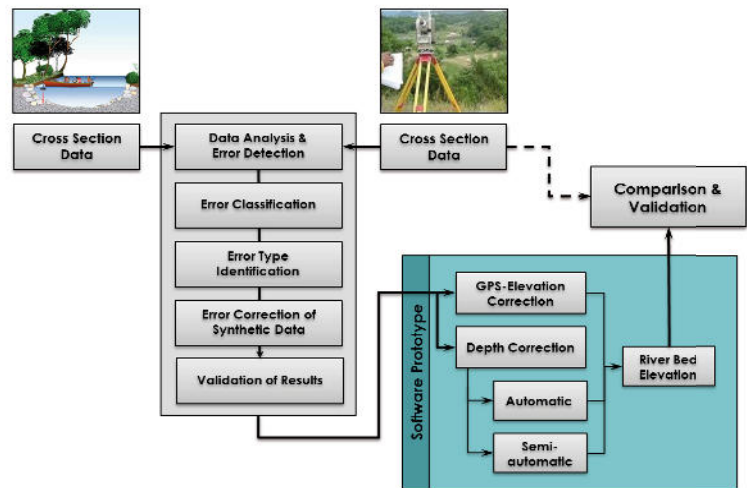 Cross Section
Data
Data Analysis &
Error Detection
Cross Section
Data
Comparison &
Validation
Error Classification
Error Type
Identification
Error Correction of
Synthetic Data
Validation of Results
Software Prototype
GPS-Elevation
Correction
Depth Correction
Automatic
Semi-
automatic
River Bed
Elevation